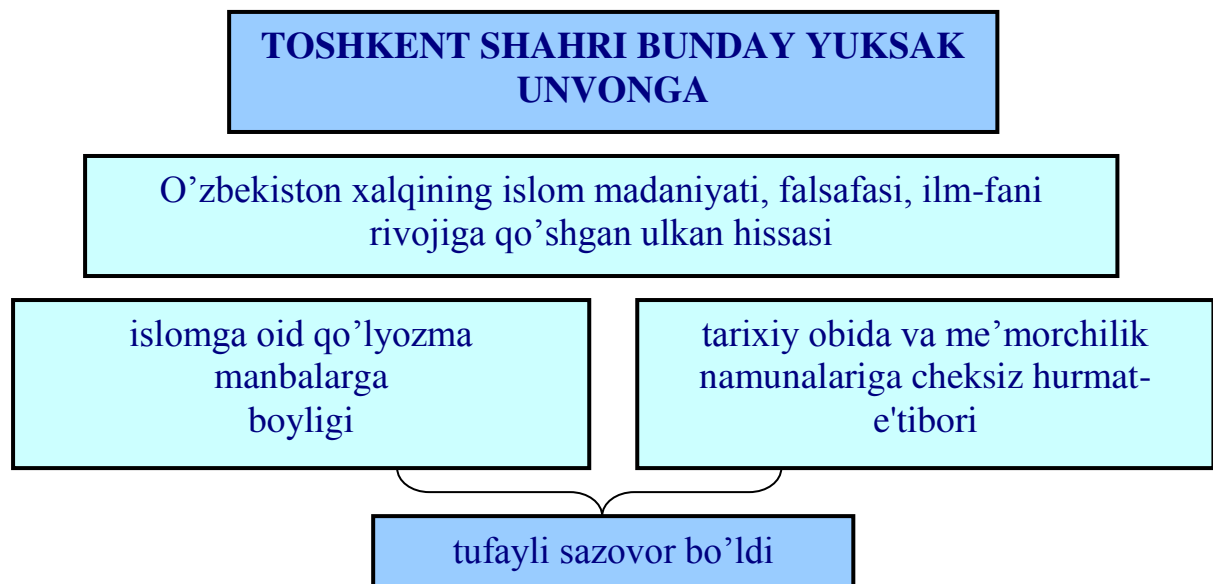 TOSHKENT SHAHRI BUNDAY YUKSAK
UNVONGA
O’zbekiston xalqining islom madaniyati, falsafasi, ilm-fani
rivojiga qo’shgan ulkan hissasi
islomga oid qo’lyozma
manbalarga
boyligi
tarixiy obida va me’morchilik
namunalariga cheksiz hurmat-
e'tibori
tufayli sazovor bo’ldi